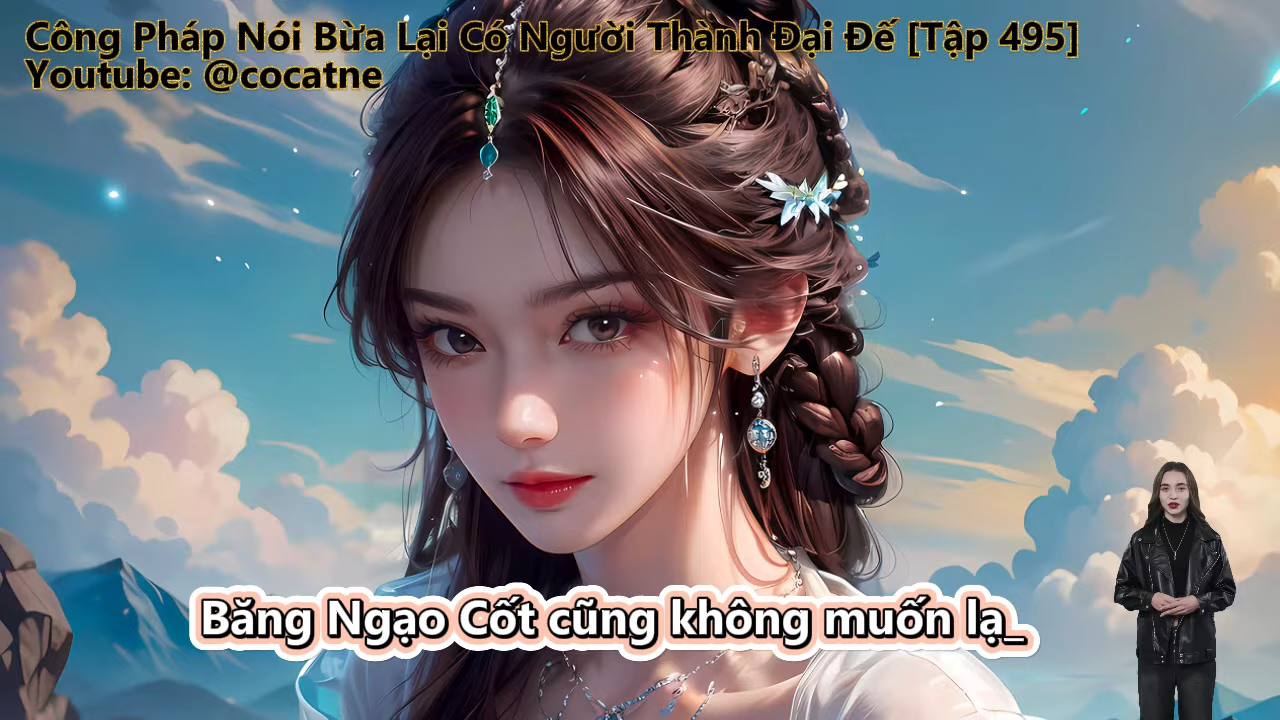 Công Pháp Nói Bừa Lại Có Người Thành Đại Đế [Tập 495]
Youtube: @cocatne
Băng Ngạo Cốt cũng không muốn lạ_